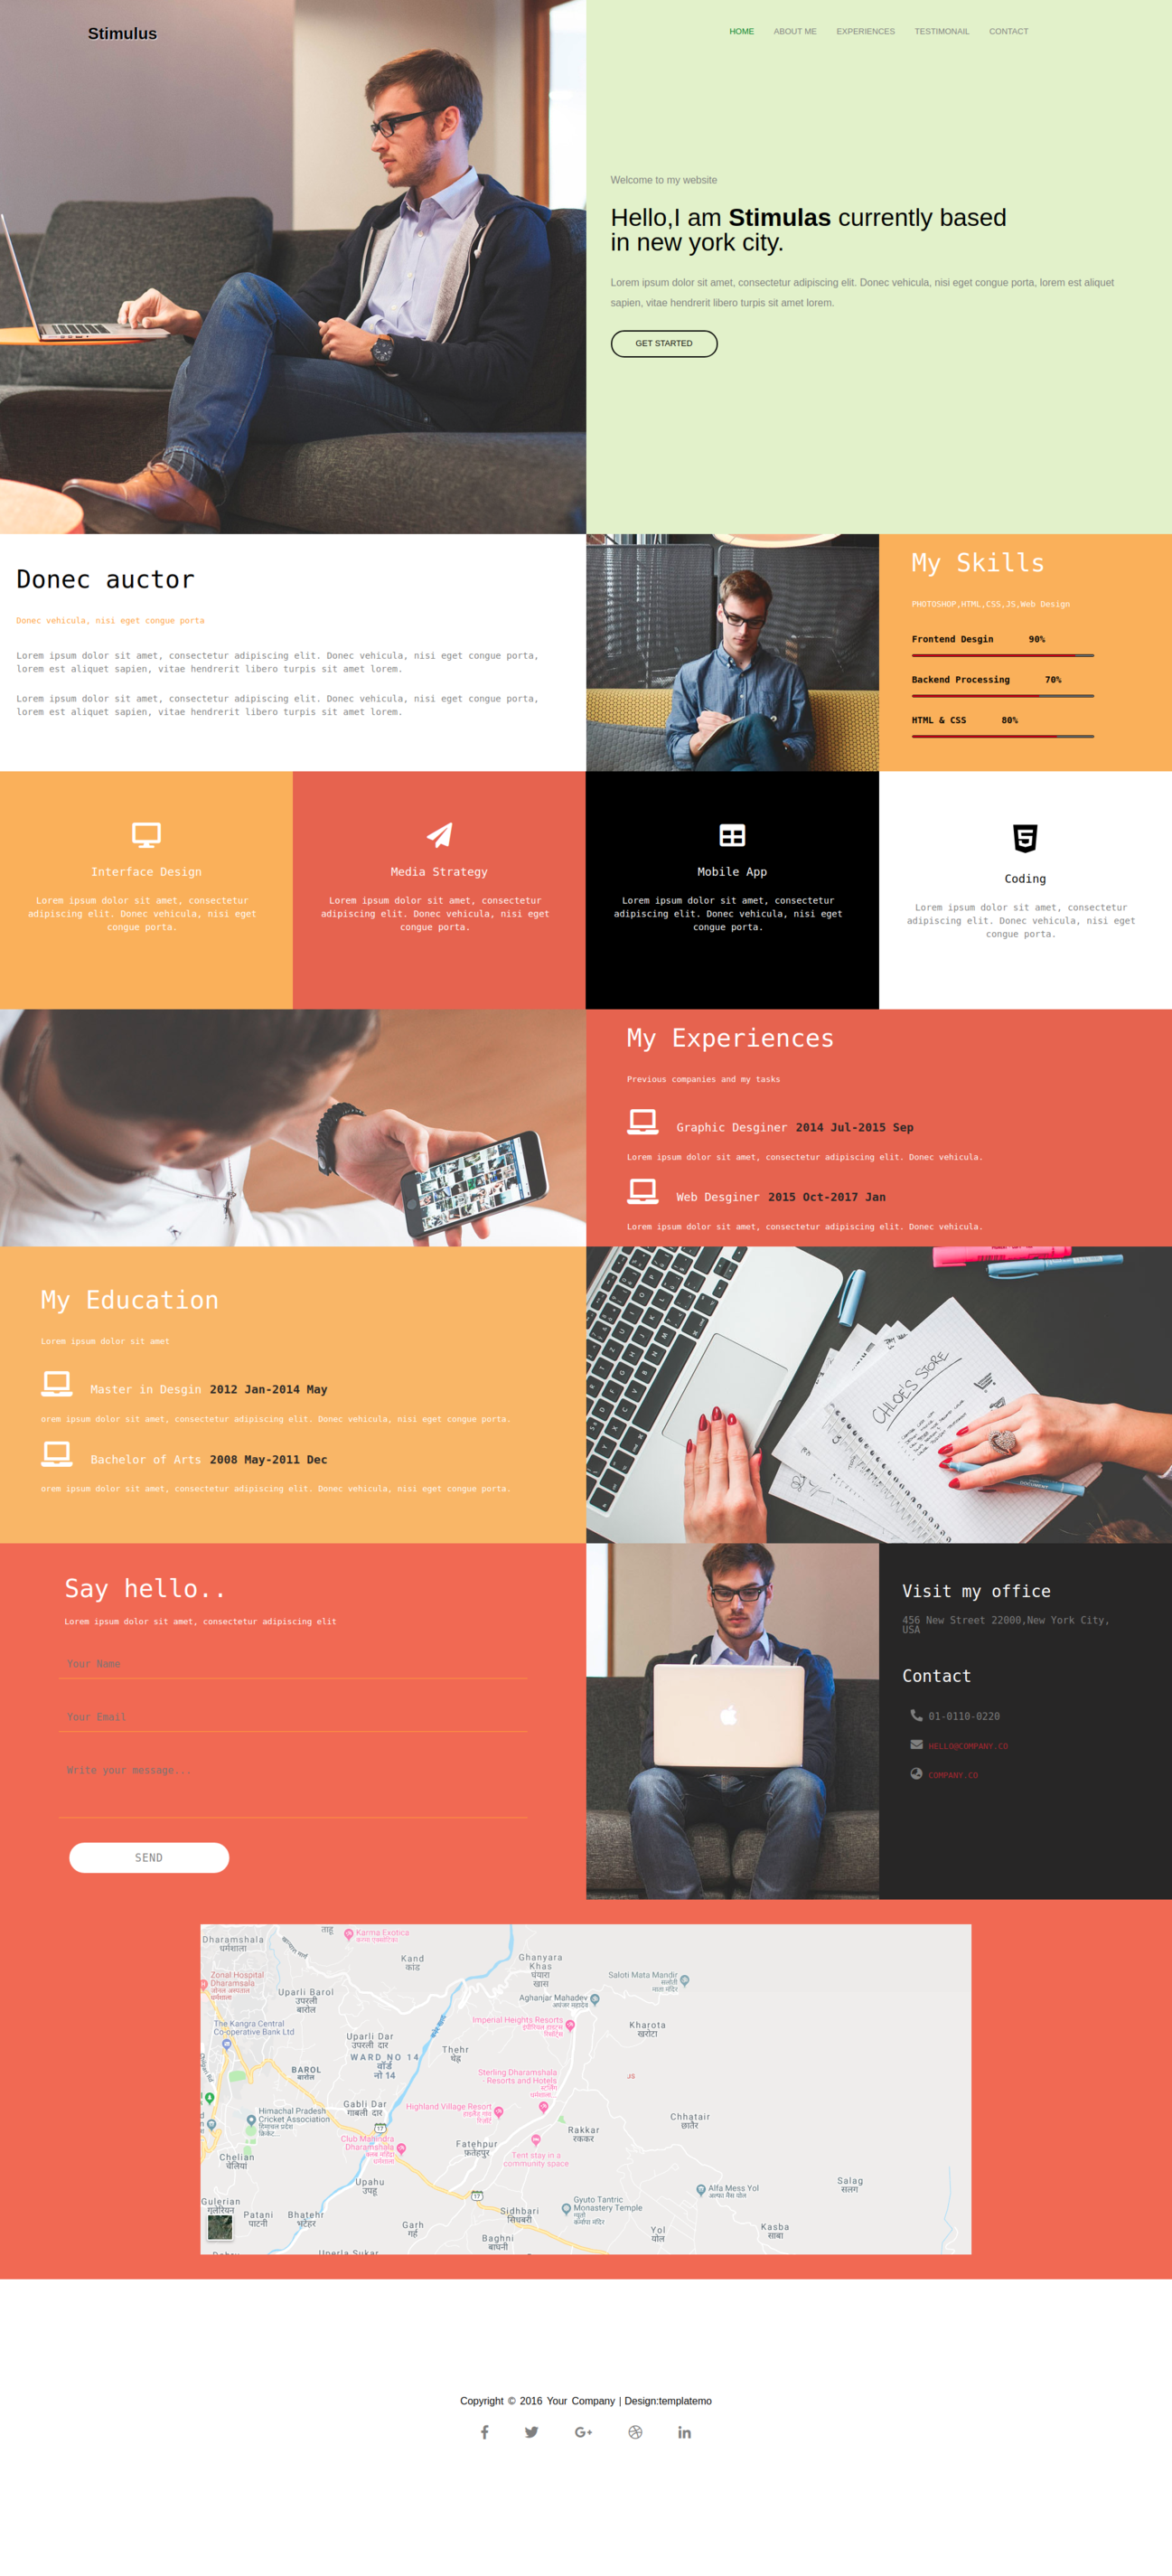 Stimulus
HOME ABOUT ME EXPERIENCES TESTIMONAIL CONTACT
Welcome to my website
Hello,I am Stimulas currently based
in new york city.
Lorem ipsum dolor sit amet, consectetur adipiscing elit. Donec vehicula, nisi eget congue porta, lorem est aliquet
sapien, vitae hendrerit libero turpis sit amet lorem.
GET STARTED
Donec auctor
Donec vehicula, nisi eget congue porta
Lorem ipsum dolor sit amet, consectetur adipiscing elit. Donec vehicula, nisi eget congue porta,
lorem est aliquet sapien, vitae hendrerit libero turpis sit amet lorem.
Lorem ipsum dolor sit amet, consectetur adipiscing elit. Donec vehicula, nisi eget congue porta,
lorem est aliquet sapien, vitae hendrerit libero turpis sit amet lorem.
My Skills
PHOTOSHOP,HTML,CSS,JS,Web Design
Frontend Desgin 90%
Backend Processing 70%
HTML & CSS 80%
Interface Design
Lorem ipsum dolor sit amet, consectetur
adipiscing elit. Donec vehicula, nisi eget
congue porta.
Media Strategy
Lorem ipsum dolor sit amet, consectetur
adipiscing elit. Donec vehicula, nisi eget
congue porta.
Mobile App
Lorem ipsum dolor sit amet, consectetur
adipiscing elit. Donec vehicula, nisi eget
congue porta.
Coding
Lorem ipsum dolor sit amet, consectetur
adipiscing elit. Donec vehicula, nisi eget
congue porta.
My Experiences
Previous companies and my tasks
Graphic Desginer 2014 Jul-2015 Sep
Lorem ipsum dolor sit amet, consectetur adipiscing elit. Donec vehicula.
Web Desginer 2015 Oct-2017 Jan
Lorem ipsum dolor sit amet, consectetur adipiscing elit. Donec vehicula.
My Education
Lorem ipsum dolor sit amet
Master in Desgin 2012 Jan-2014 May
orem ipsum dolor sit amet, consectetur adipiscing elit. Donec vehicula, nisi eget congue porta.
Bachelor of Arts 2008 May-2011 Dec
orem ipsum dolor sit amet, consectetur adipiscing elit. Donec vehicula, nisi eget congue porta.
CHLOE'S STORE
Say hello..
Lorem ipsum dolor sit amet, consectetur adipiscing elit
Your Name
Your Email
Write your message...
SEND
Visit my office
456 New Street 22000,New York City,
USA
Contact
01-0110-0220
HELLO@COMPANY.CO
COMPANY.CO
Dharamshala
धर्मशाला
Karma Exotica
Kand
कांड
Ghanyara
Khas
घंयारा
खास
Zonal Hospital
Dharamsala
Saloti Mata Mandir
Uparli Barol
उपरली
बारोल
Aghanjar Mahadev
The Kangra Central
Co-operative Bank Ltd
Imperial Heights Resorts
Kharota
खरोटा
Uparli Dar
उपरली दार
WARD NO 14
वॉर्ड
नो 14
Thehr
थेह्र
BAROL
बारोल
Sterling Dharamshala
- Resorts and Hotels
us
Gabli Dar
गाबली दार
Highland Village Resort
Himachal Pradesh
Cricket Association
Chhatair
छातैर
Rakkar
रक्कर
Club Mahindra
Dharamshala
Fatehpur
फ़तेहपुर
Tent stay in a
community space
Chelian
चेलियां
Upahu
उपहू
Alfa Mess Yol
Salag
सलग
Gulerian
गुलेरियन
Patani
पाटनी
Bhatehr
भटेहर
Garh
गर्ह
Sidhbari
सिधबरी
Gyuto Tantric
Monastery Temple
Yol
योल
Kasba
साबा
Baghni
बाघनी
Uperla Sukar
Copyright © 2016 Your Company | Design:templatemo